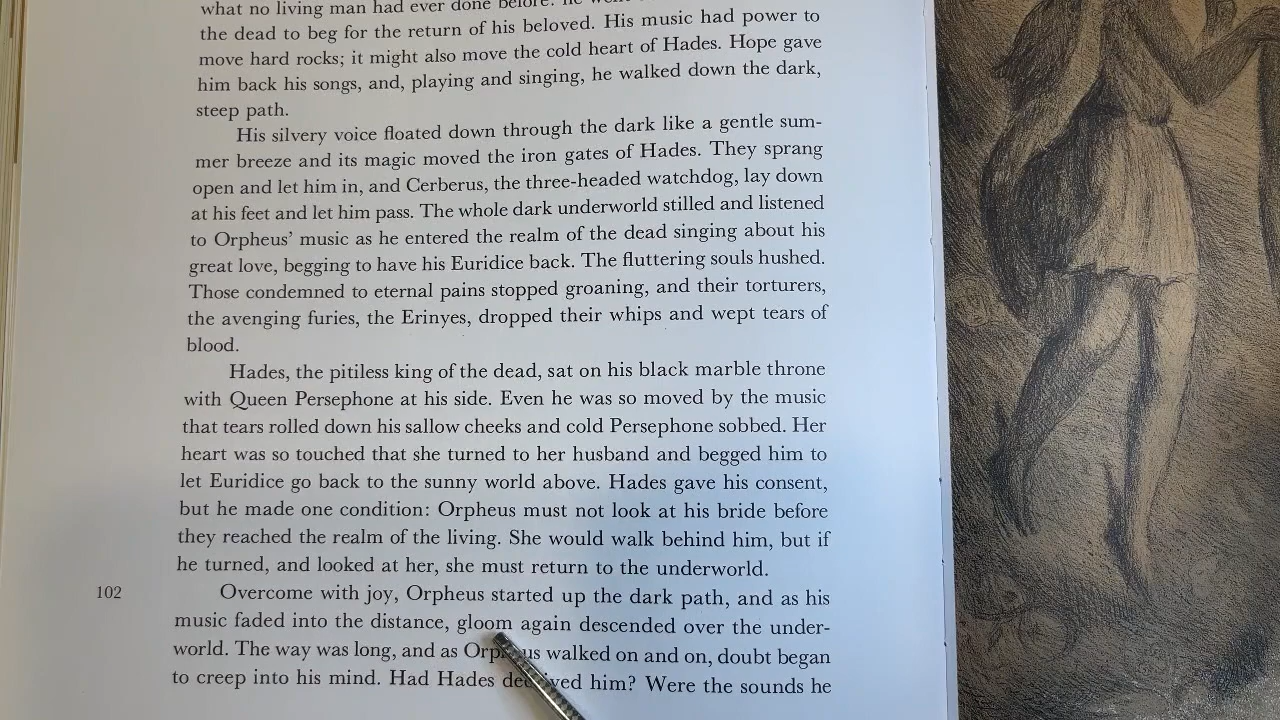 what no living man had ever done before: he went
the dead to beg for the return of his beloved. His music had power to
move hard rocks; it might also move the cold heart of Hades. Hope gave
him back his songs, and, playing and singing, he walked down the dark,
steep path.
His silvery voice floated down through the dark like a gentle sum-
mer breeze and its magic moved the iron gates of Hades. They sprang
open and let him in, and Cerberus, the three-headed watchdog, lay down
at his feet and let him pass. The whole dark underworld stilled and listened
to Orpheus' music as he entered the realm of the dead singing about his
great love, begging to have his Euridice back. The fluttering souls hushed.
Those condemned to eternal pains stopped groaning, and their torturers,
the avenging furies, the Erinyes, dropped their whips and wept tears of
blood.
Hades, the pitiless king of the dead, sat on his black marble throne
with Queen Persephone at his side. Even he was so moved by the music
that tears rolled down his sallow cheeks and cold Persephone sobbed. Her
heart was so touched that she turned to her husband and begged him to
let Euridice go back to the sunny world above. Hades gave his consent,
but he made one condition: Orpheus must not look at his bride before
they reached the realm of the living. She would walk behind him, but if
he turned, and looked at her, she must return to the underworld.
102
Overcome with joy, Orpheus started up the dark path, and as his
music faded into the distance, gloom again descended over the under-
world. The way was long, and as Orpheus walked on and on, doubt began
to creep into his mind. Had Hades deceived him? Were the sounds he